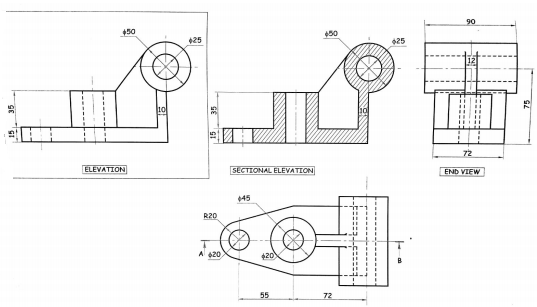 ϕ50
ϕ25
35
15
10
ELEVATION
ϕ50
ϕ25
35
15
10
SECTIONAL ELEVATION
90
12
75
72
END VIEW
ϕ45
R20
A
ϕ20
ϕ20
B
55
72